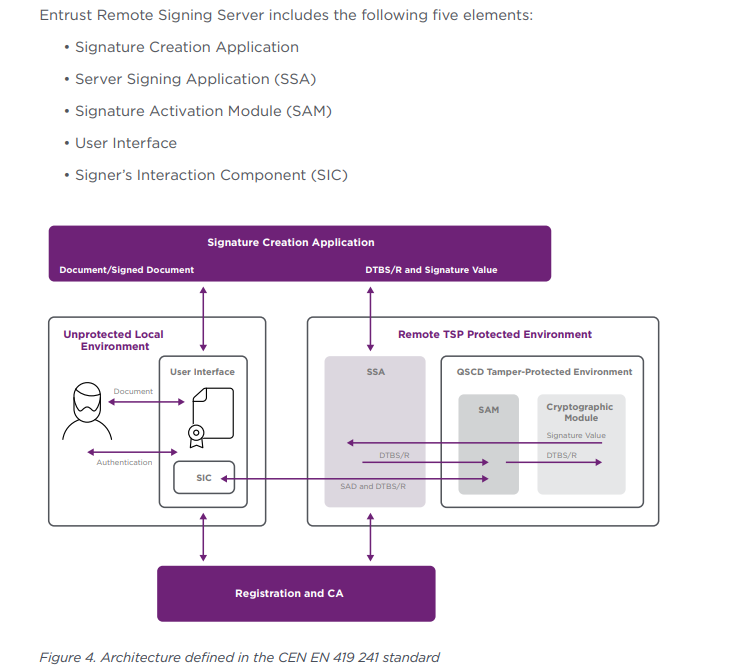 Entrust Remote Signing Server includes the following five elements:
• Signature Creation Application
• Server Signing Application (SSA)
• Signature Activation Module (SAM)
• User Interface
• Signer’s Interaction Component (SIC)
Signature Creation Application
Document/Signed Document
DTBS/R and Signature Value
Unprotected Local
Environment
User Interface
Document
Authentication
SIC
Remote TSP Protected Environment
SSA
QSCD Tamper-Protected Environment
SAM
Cryptographic
Module
Signature Value
DTBS/R
DTBS/R
SAD and DTBS/R
Registration and CA
Figure 4. Architecture defined in the CEN EN 419 241 standard